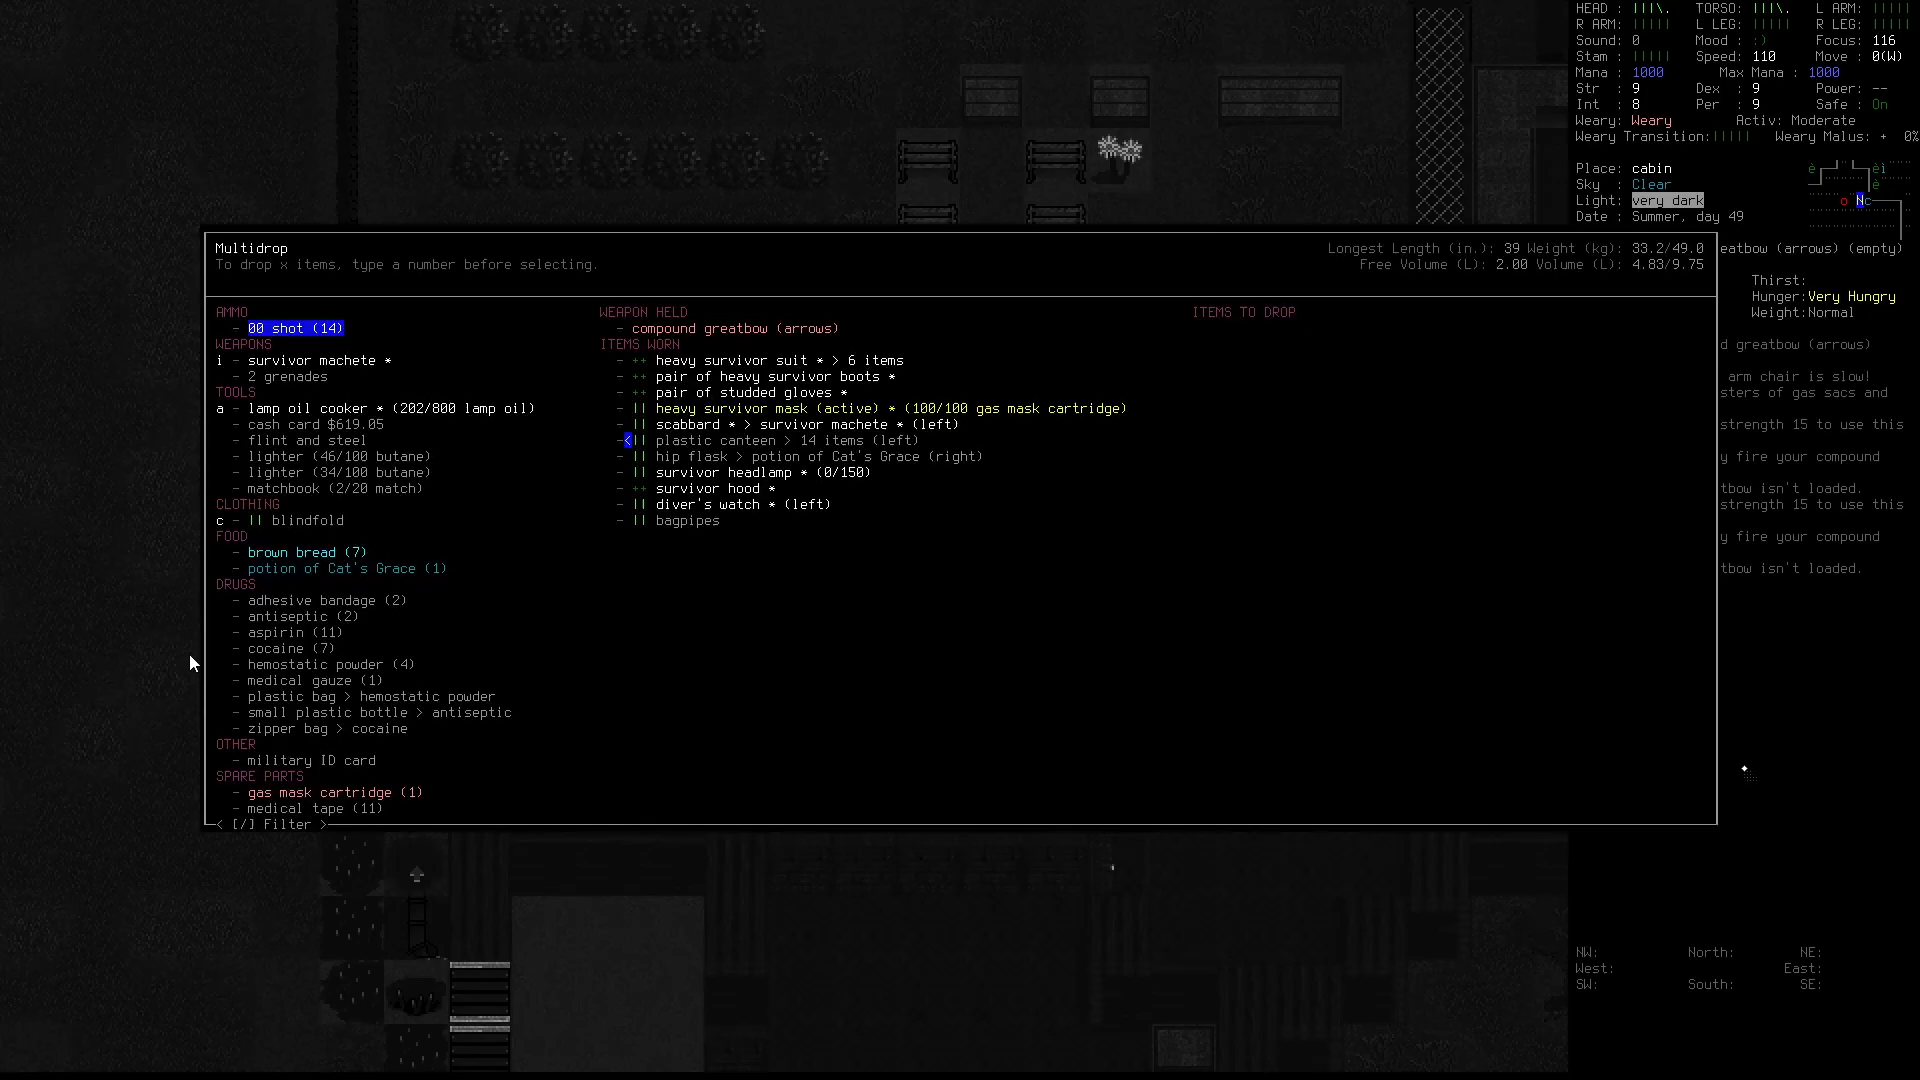 HEAD : |||\.   TORSO: |||\.   L ARM: |||||
R ARM: |||||   L LEG: |||||   R LEG: |||||
Sound: 0       Mood : :)      Focus: 116
Stam : |||||   Speed: 110     Move : 0(W)
Mana : 1000       Max Mana : 1000
Str  : 9       Dex  : 9       Power: --
Int  : 8       Per  : 9       Safe : On
Weary: Weary        Activ: Moderate
Weary Transition:|||||   Weary Malus: +  0%
Place: cabin
Sky  : Clear
Light: very dark
Date : Summer, day 49
Multidrop
To drop x items, type a number before selecting.
Longest Length (in.): 39 Weight (kg): 33.2/49.0
Free Volume (L): 2.00 Volume (L): 4.83/9.75
eatbow (arrows) (empty)
Thirst:
Hunger:Very Hungry
Weight:Normal
d greatbow (arrows)
arm chair is slow!
sters of gas sacs and
strength 15 to use this
y fire your compound
tbow isn't loaded.
strength 15 to use this
y fire your compound
tbow isn't loaded.
AMMO
- 00 shot (14)
WEAPONS
i - survivor machete *
- 2 grenades
TOOLS
a - lamp oil cooker * (202/800 lamp oil)
- cash card $619.05
- flint and steel
- lighter (46/100 butane)
- lighter (34/100 butane)
- matchbook (2/20 match)
CLOTHING
c - || blindfold
FOOD
- brown bread (7)
- potion of Cat's Grace (1)
DRUGS
- adhesive bandage (2)
- antiseptic (2)
- aspirin (11)
- cocaine (7)
- hemostatic powder (4)
- medical gauze (1)
- plastic bag > hemostatic powder
- small plastic bottle > antiseptic
- zipper bag > cocaine
OTHER
- military ID card
SPARE PARTS
- gas mask cartridge (1)
- medical tape (11)
< [/] Filter >
WEAPON HELD
- compound greatbow (arrows)
ITEMS WORN
- ++ heavy survivor suit * > 6 items
- ++ pair of heavy survivor boots *
- ++ pair of studded gloves *
- || heavy survivor mask (active) * (100/100 gas mask cartridge)
- || scabbard * > survivor machete * (left)
-<|| plastic canteen > 14 items (left)
- || hip flask > potion of Cat's Grace (right)
- || survivor headlamp * (0/150)
- ++ survivor hood *
- || diver's watch * (left)
- || bagpipes
ITEMS TO DROP
NW:           North:        NE:
West:                     East:
SW:           South:        SE: